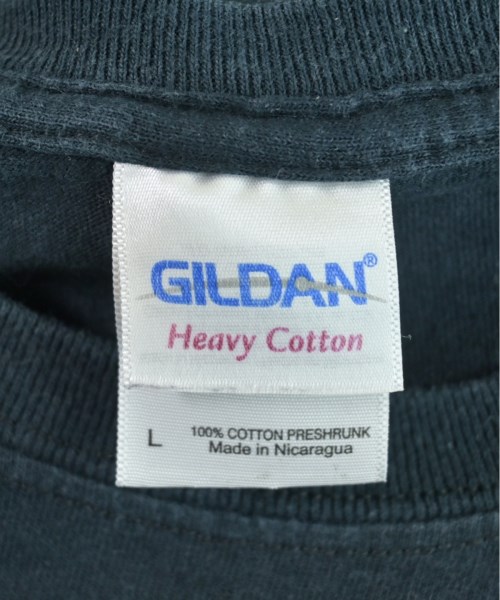 GILDAN®
Heavy Cotton
L
100% COTTON PRESHRUNK
Made in Nicaragua